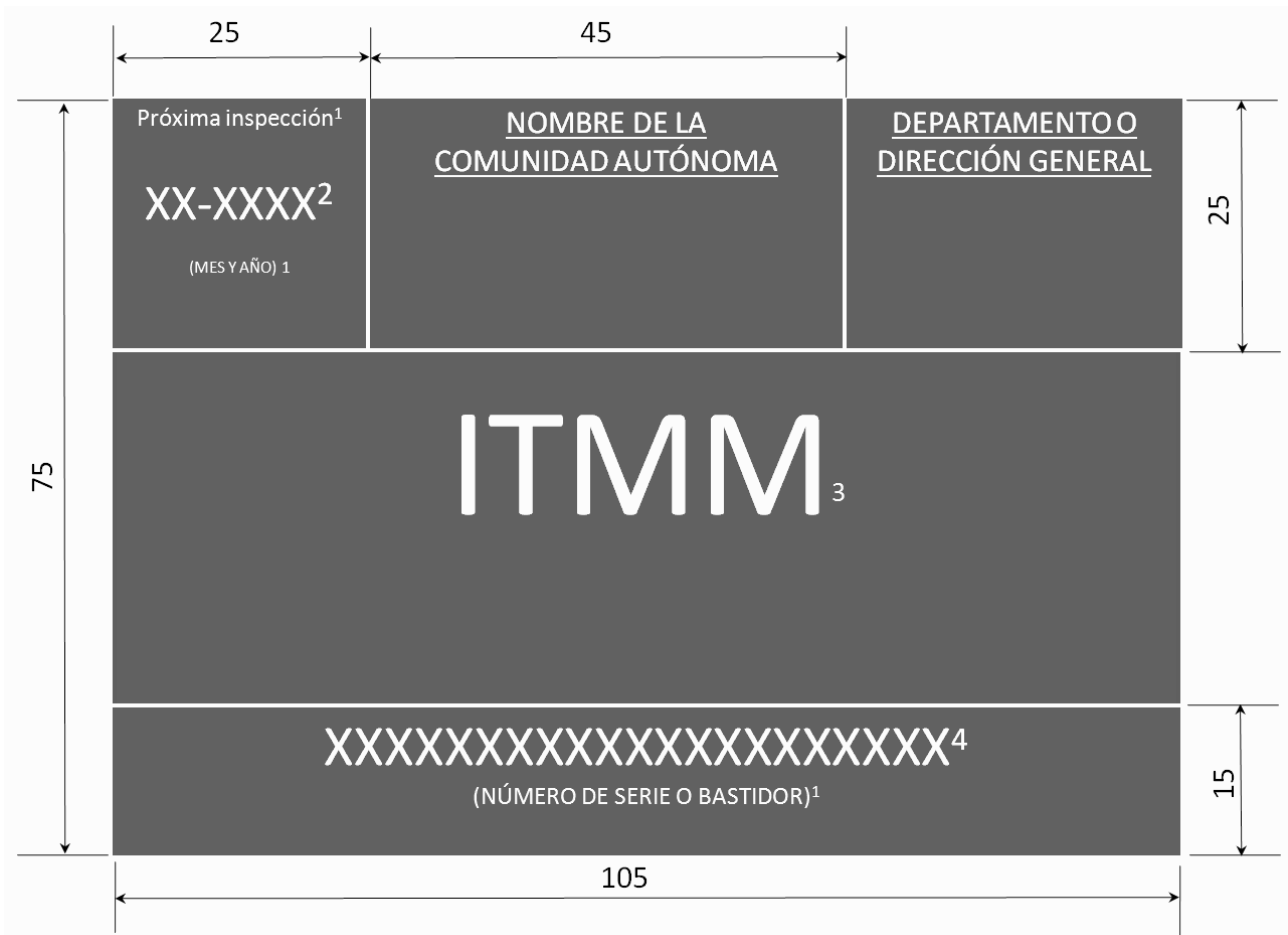 25
45
Próxima inspección¹
XX-XXXX²
(MES Y AÑO) 1
NOMBRE DE LA
COMUNIDAD AUTÓNOMA
DEPARTAMENTO O
DIRECCIÓN GENERAL
25
75
ITMM₃
XXXXXXXXXXXXXXXXXXXXX⁴
(NÚMERO DE SERIE O BASTIDOR)¹
15
105